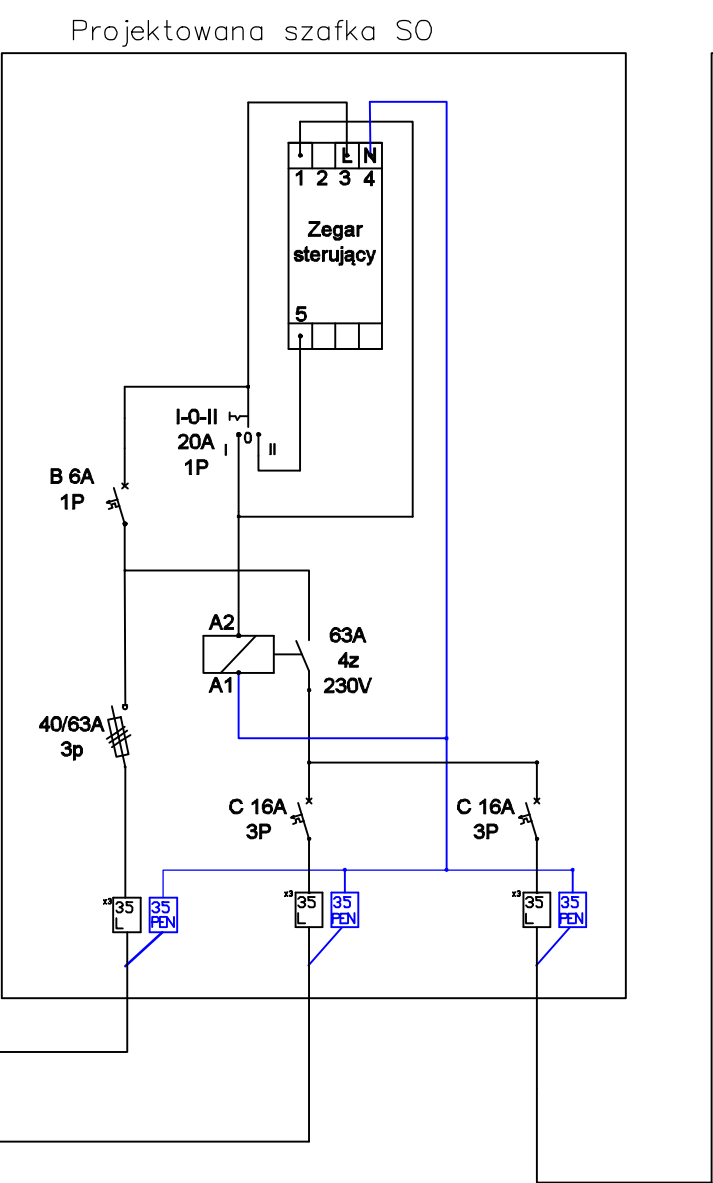 Projektowana szafka SO
L N
1 2 3 4
Zegar
sterujący
5
I-0-II
20A
1P
I 0 II
B 6A
1P
A2
A1
63A
4z
230V
40/63A
3p
C 16A
3P
C 16A
3P
x3 35
L
35
PEN
x3 35
L
35
PEN
x3 35
L
35
PEN